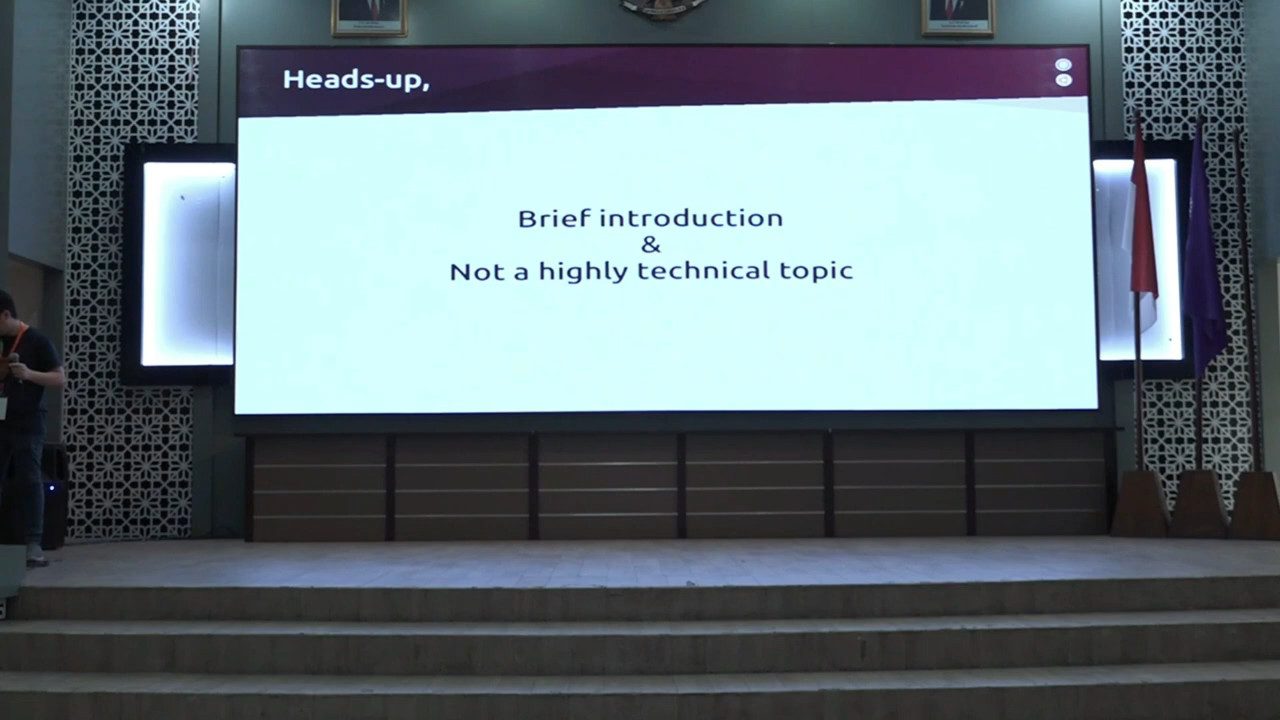 Heads-up,
Brief introduction
&
Not a highly technical topic